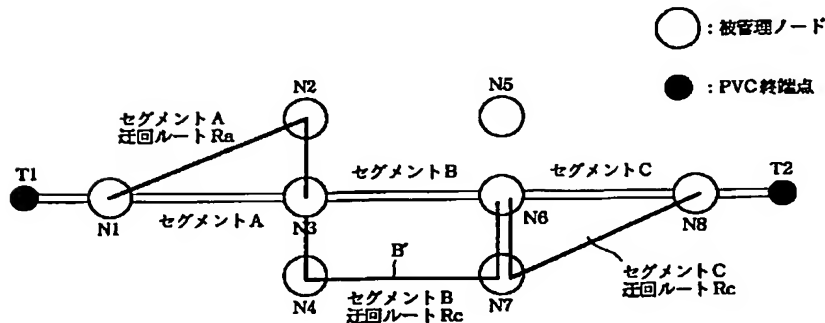 ：被管理ノード
：PVC終端点
N2
N5
セグメントA
迂回ルートRa
T1
セグメントB
セグメントC
T2
N1
セグメントA
N3
N6
N8
B'
N4
セグメントB
迂回ルートRc
N7
セグメントC
迂回ルートRc